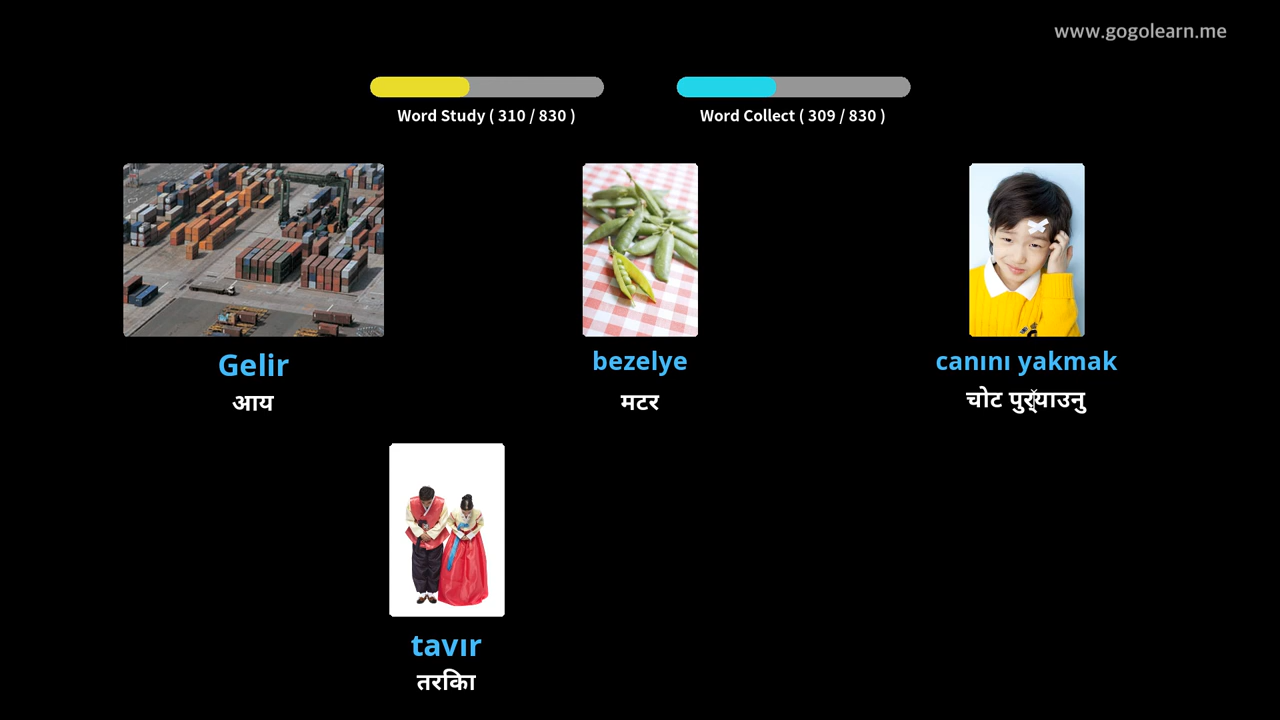 www.gogolearn.me
Word Study ( 310 / 830 )
Word Collect ( 309 / 830 )
Gelir
आय
bezelye
मटर
canını yakmak
चोट पुर्‍याउनु
tavır
तरिका